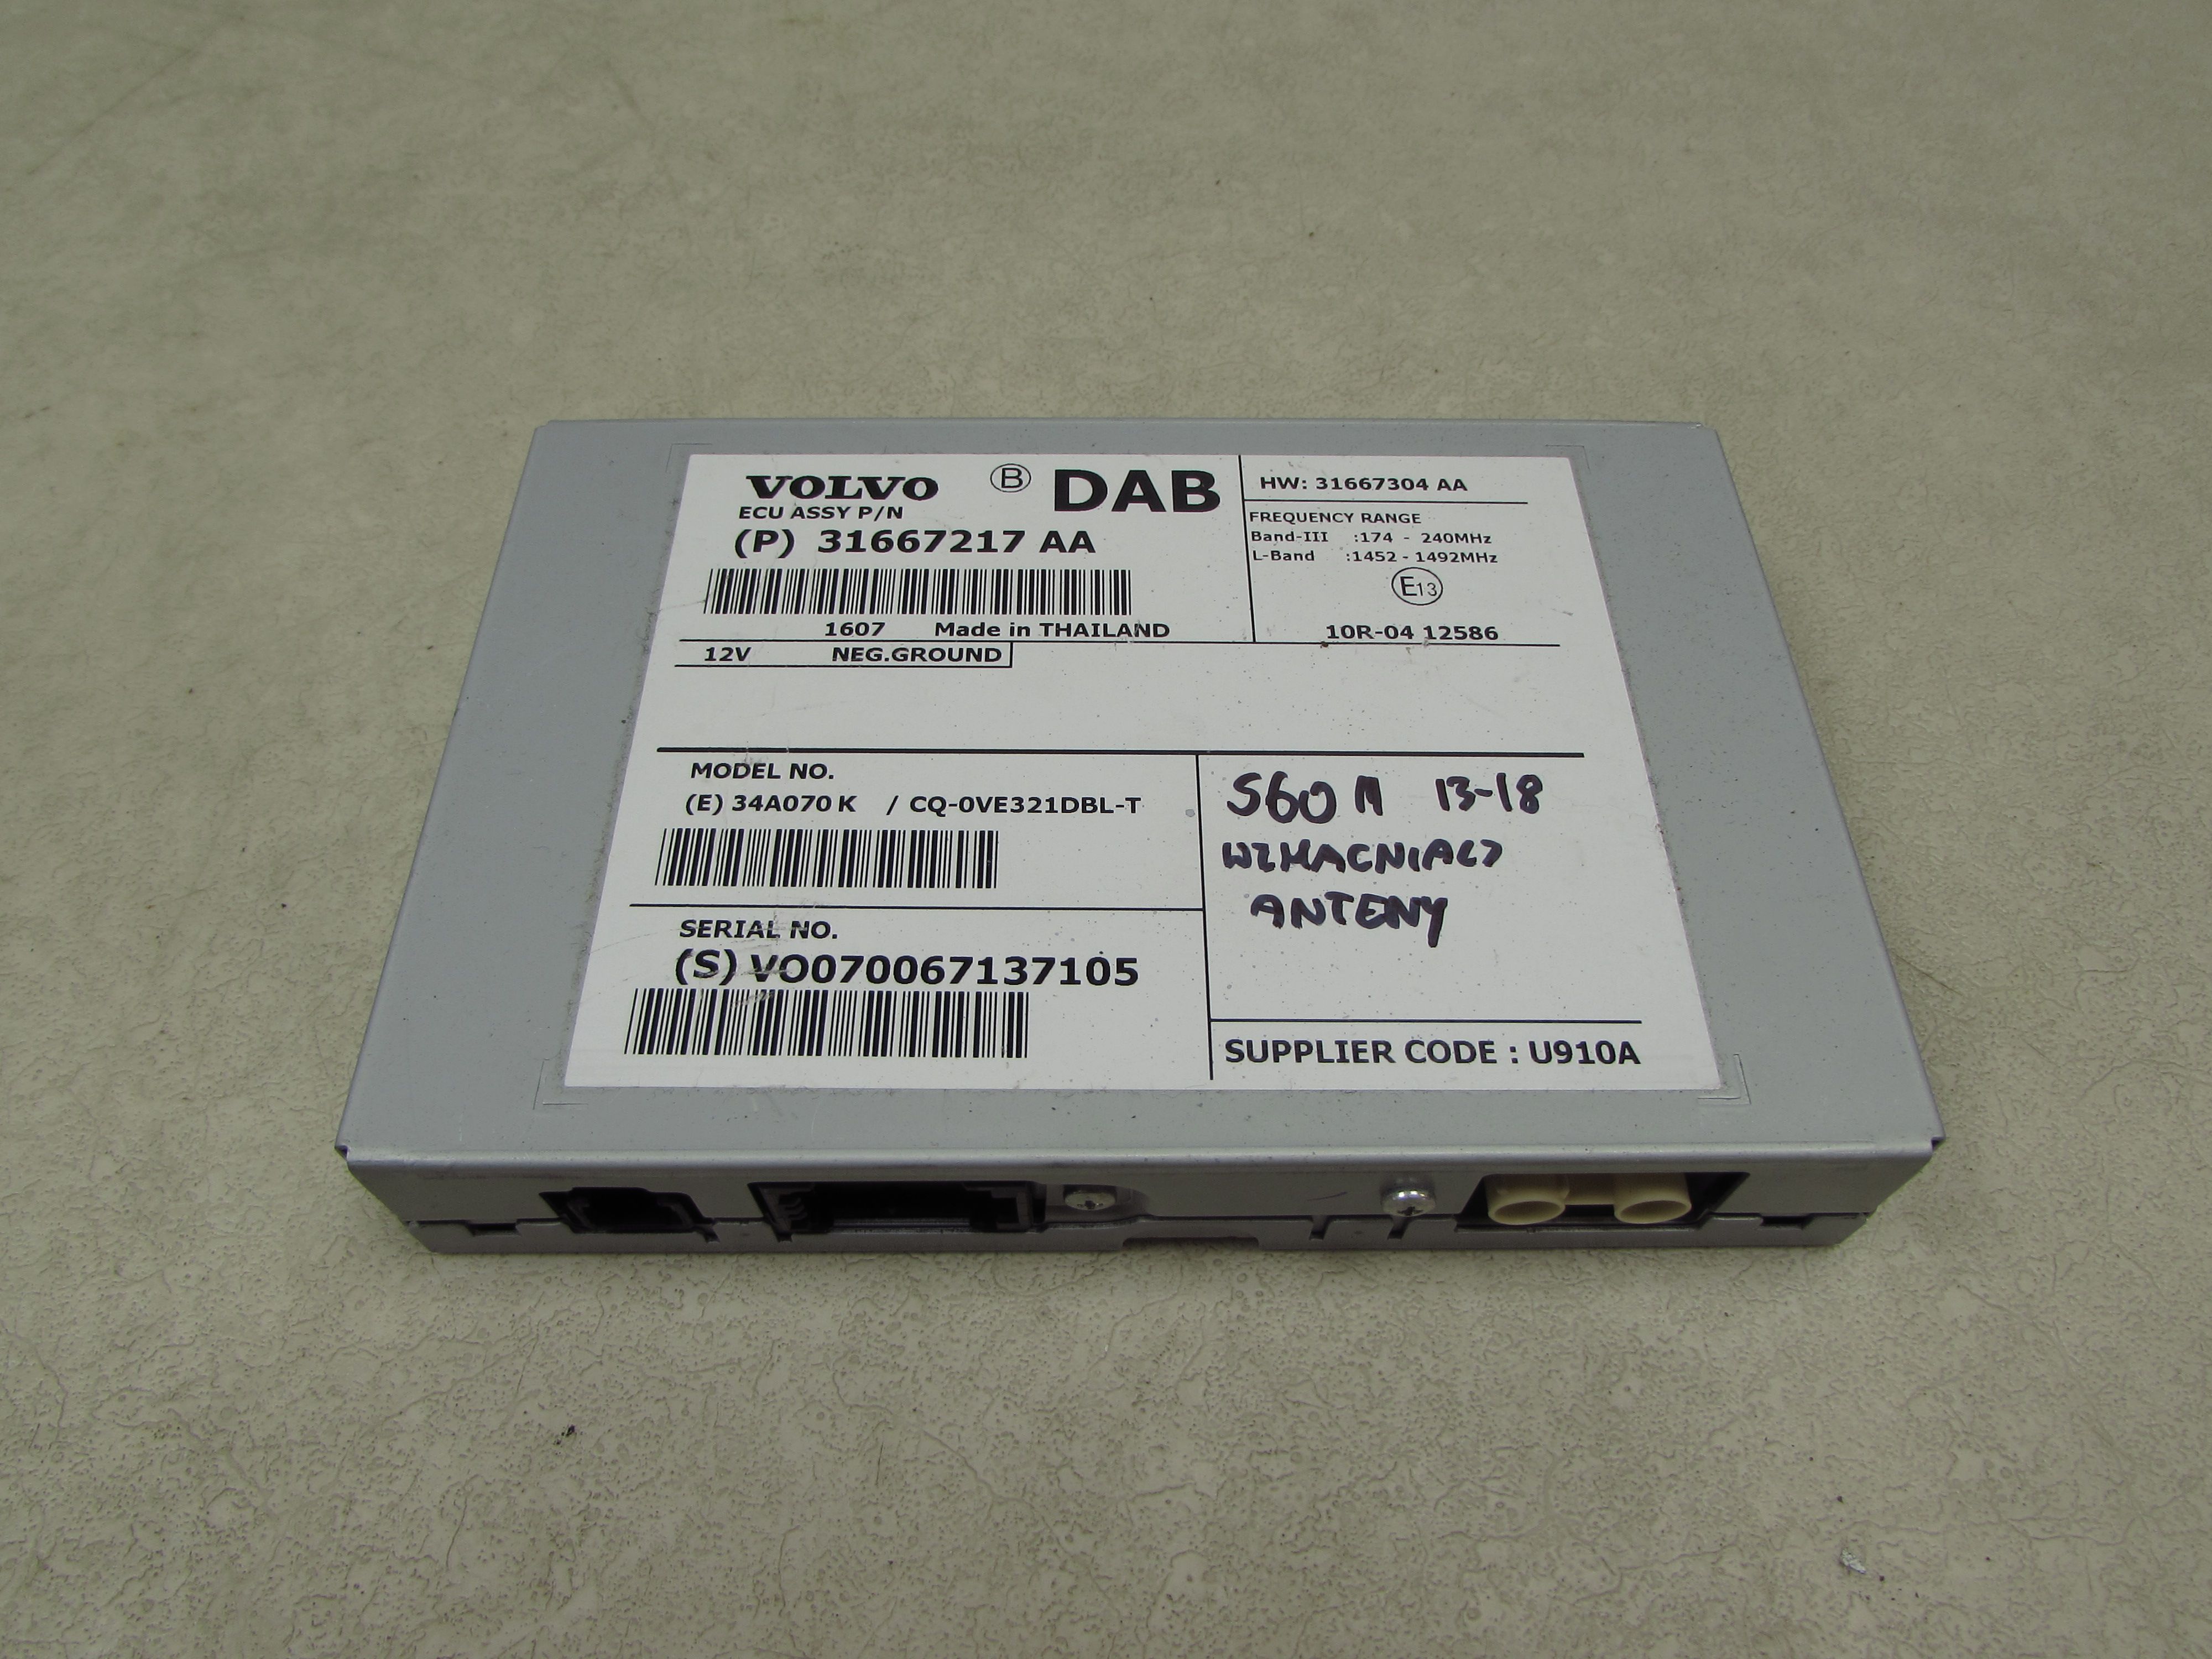 VOLVO B DAB
ECU ASSY P/N
(P) 31667217 AA
1607 Made in THAILAND
12V NEG.GROUND
HW: 31667304 AA
FREQUENCY RANGE
Band-III :174 - 240MHz
L-Band :1452 - 1492MHz
E13
10R-04 12586
MODEL NO.
(E) 34A070 K / CQ-0VE321DBL-T
SERIAL NO.
(S) VO070067137105
S60 II 13-18
WZMACNIACZ
ANTENY
SUPPLIER CODE : U910A